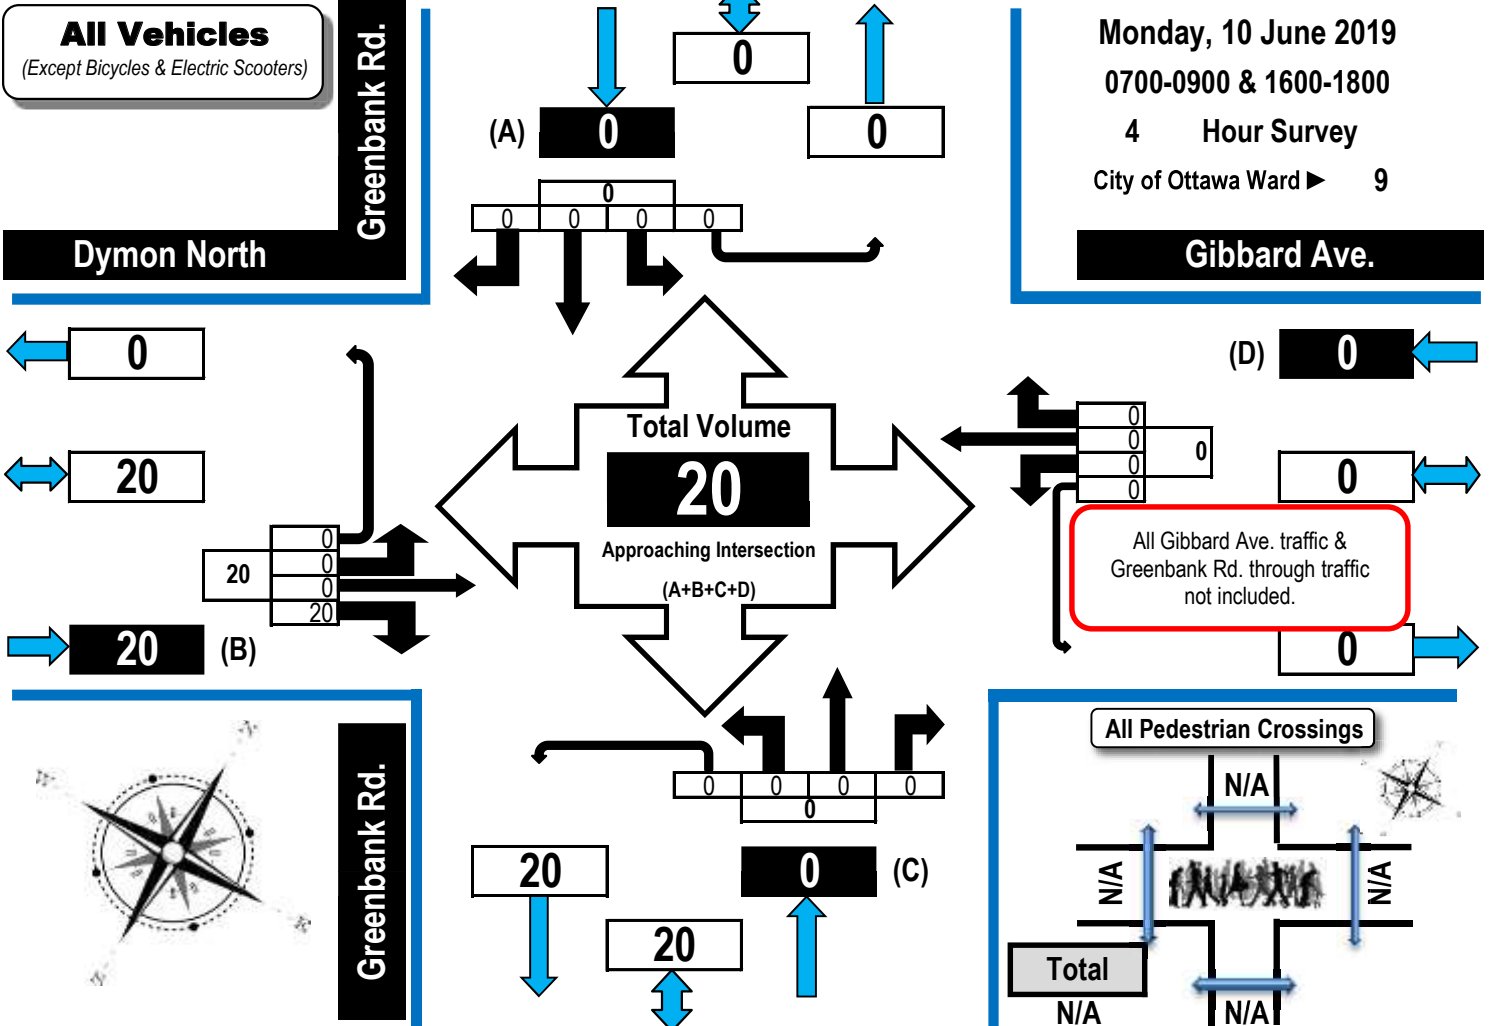 All Vehicles
(Except Bicycles & Electric Scooters)
Greenbank Rd.
Dymon North
0
(A)
0
0
0
0
0
0
0
Monday, 10 June 2019
0700-0900 & 1600-1800
4 Hour Survey
City of Ottawa Ward ► 9
Gibbard Ave.
0
20
0
0
0
20
20
20
(B)
Total Volume
20
Approaching Intersection
(A+B+C+D)
(D)
0
0
0
0
0
0
0
All Gibbard Ave. traffic &
Greenbank Rd. through traffic
not included.
0
Greenbank Rd.
0
0
0
0
0
20
0
(C)
20
All Pedestrian Crossings
N/A
N/A
N/A
Total
N/A
N/A